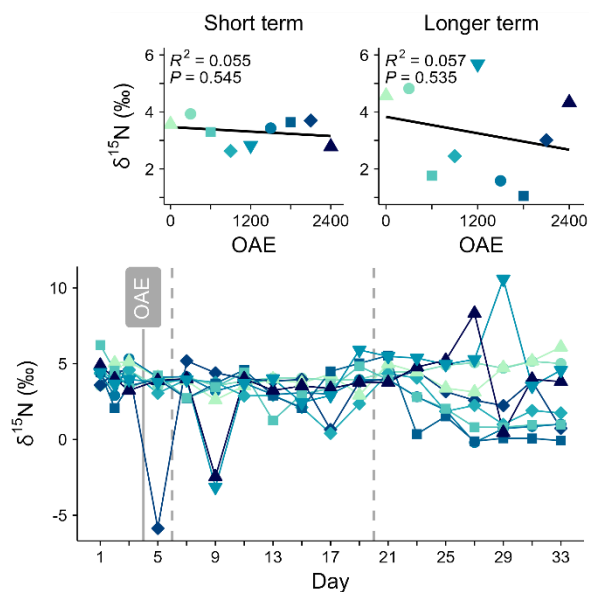 Short term
Longer term
δ¹⁵N (‰)
6
4
2
R² = 0.055
P = 0.545
0
1200
2400
OAE
6
4
2
R² = 0.057
P = 0.535
0
1200
2400
OAE
δ¹⁵N (‰)
10
5
0
-5
OAE
1
5
9
13
17
21
25
29
33
Day